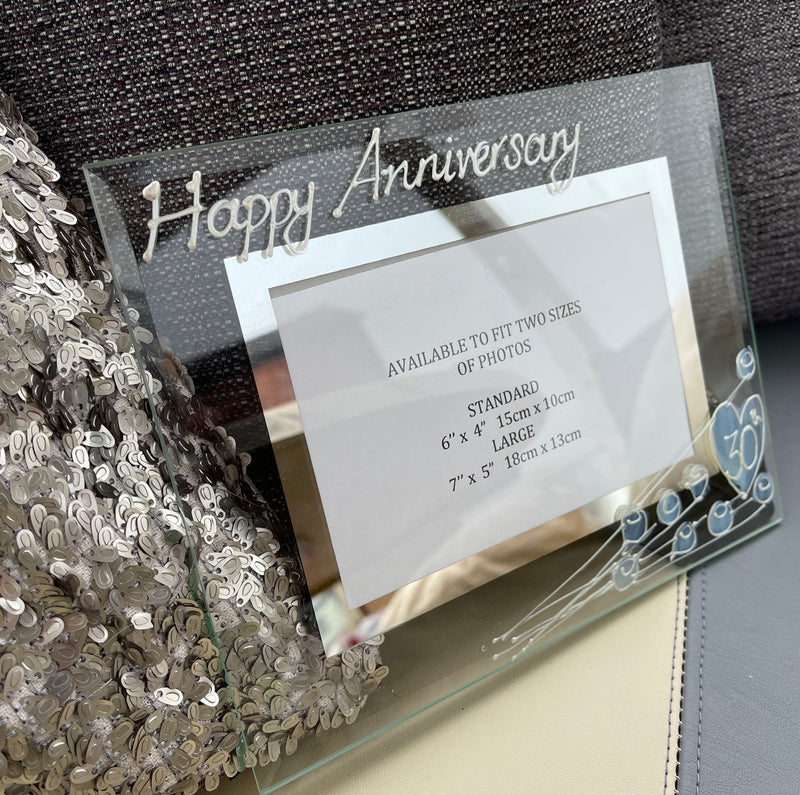 Happy Anniversary
AVAILABLE TO FIT TWO SIZES
OF PHOTOS
STANDARD
6" x 4" 15cm x 10cm
LARGE
7" x 5" 18cm x 13cm
30th